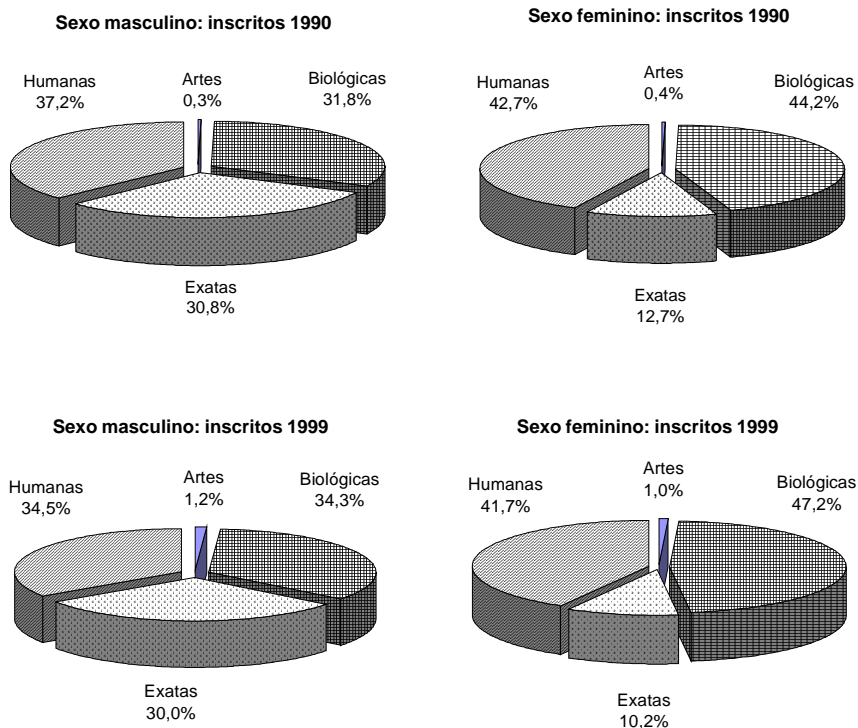 Sexo masculino: inscritos 1990
Humanas
37,2%
Artes
0,3%
Biológicas
31,8%
Exatas
30,8%
Sexo feminino: inscritos 1990
Humanas
42,7%
Artes
0,4%
Biológicas
44,2%
Exatas
12,7%
Sexo masculino: inscritos 1999
Humanas
34,5%
Artes
1,2%
Biológicas
34,3%
Exatas
30,0%
Sexo feminino: inscritos 1999
Humanas
41,7%
Artes
1,0%
Biológicas
47,2%
Exatas
10,2%